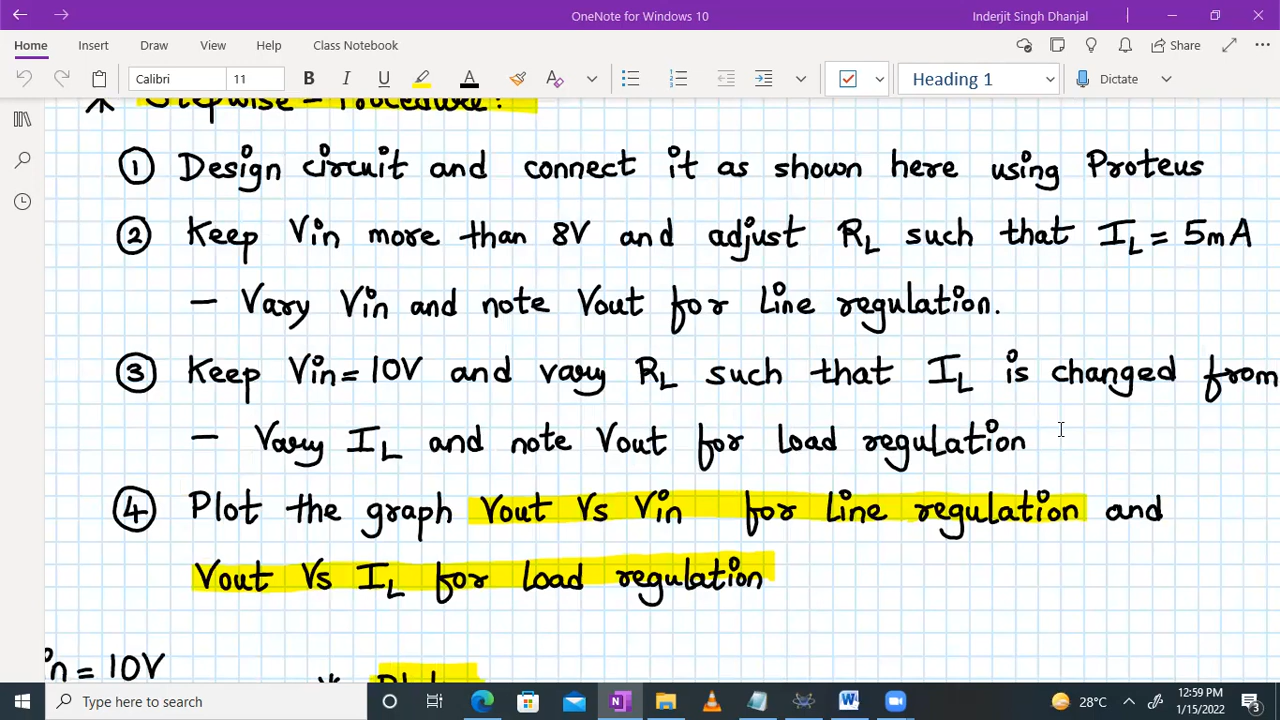 OneNote for Windows 10
Inderjit Singh Dhanjal
Home Insert Draw View Help Class Notebook
Share
Calibri 11 B I U A Heading 1 Dictate
* Stepwise - Procedure:
① Design circuit and connect it as shown here using Proteus
② Keep Vin more than 8V and adjust RL such that IL = 5mA
- Vary Vin and note Vout for Line regulation.
③ Keep Vin = 10V and vary RL such that IL is changed from
- Vary IL and note Vout for load regulation
④ Plot the graph Vout Vs Vin for line regulation and
Vout Vs IL for load regulation
in = 10V
Type here to search
28°C
12:59 PM
1/15/2022
3